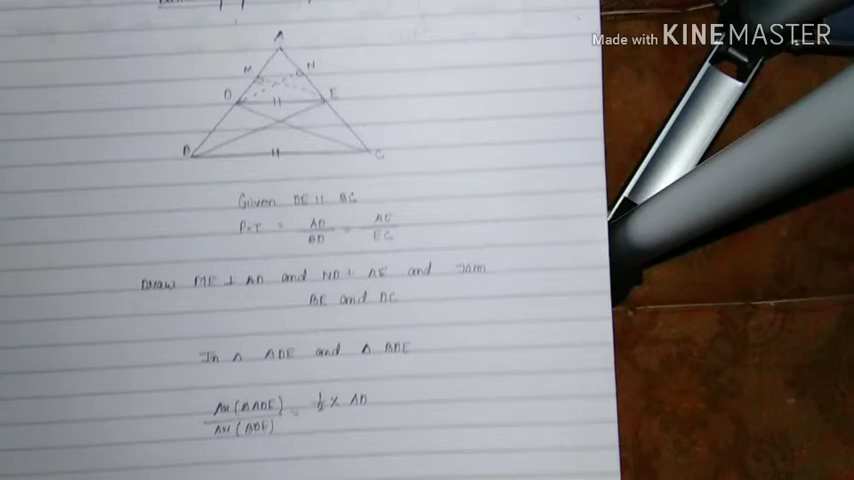 Made with KINEMASTER
A
M N
D E
B C
Given DE || BC
P.T = AD/BD = AE/EC
Draw ME ⊥ AD and ND ⊥ AE and Join
BE and DC
In Δ ADE and Δ BDE
Ar(ΔADE)/Ar(BDE) = 1/2 × AD